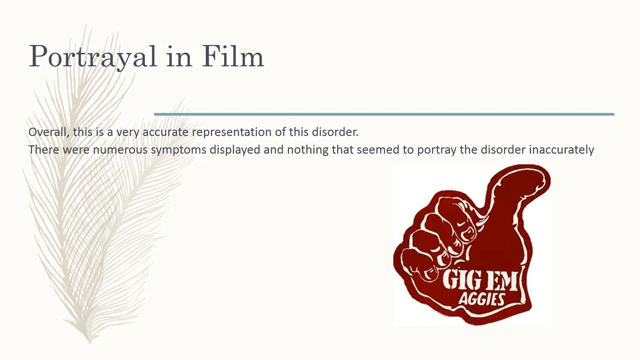 Portrayal in Film
Overall, this is a very accurate representation of this disorder.
There were numerous symptoms displayed and nothing that seemed to portray the disorder inaccurately
GIG EM
AGGIES